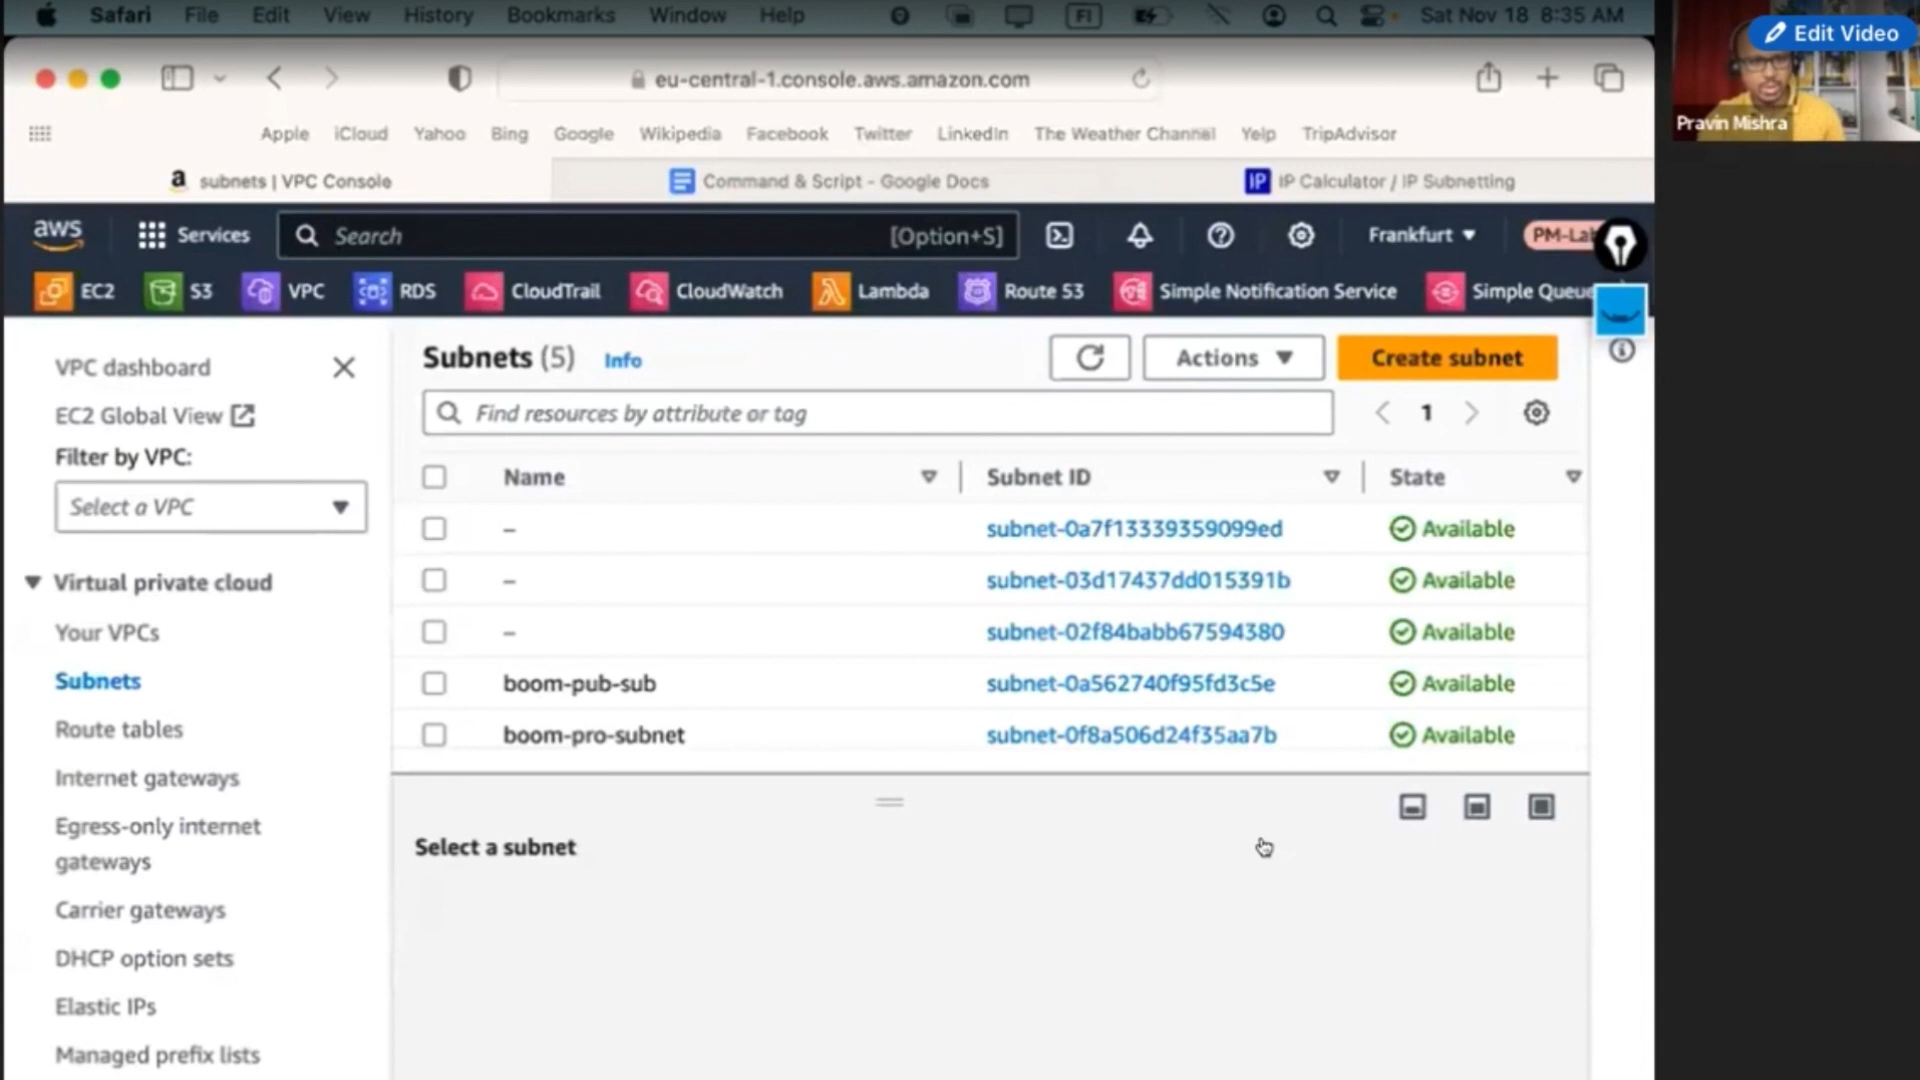 Safari File Edit View History Bookmarks Window Help FI Sat Nov 18 8:35 AM
Edit Video
Pravin Mishra
eu-central-1.console.aws.amazon.com
Apple iCloud Yahoo Bing Google Wikipedia Facebook Twitter LinkedIn The Weather Channel Yelp TripAdvisor
a subnets | VPC Console Command & Script - Google Docs IP IP Calculator / IP Subnetting
aws Services Search [Option+S] Frankfurt PM-Lab
EC2 S3 VPC RDS CloudTrail CloudWatch Lambda Route 53 Simple Notification Service Simple Queue
VPC dashboard
EC2 Global View
Filter by VPC:
Select a VPC
Virtual private cloud
Your VPCs
Subnets
Route tables
Internet gateways
Egress-only internet
gateways
Carrier gateways
DHCP option sets
Elastic IPs
Managed prefix lists
Subnets (5) Info Actions Create subnet
Find resources by attribute or tag 1
Name Subnet ID State
– subnet-0a7f13339359099ed Available
– subnet-03d17437dd015391b Available
– subnet-02f84babb67594380 Available
boom-pub-sub subnet-0a562740f95fd3c5e Available
boom-pro-subnet subnet-0f8a506d24f35aa7b Available
Select a subnet